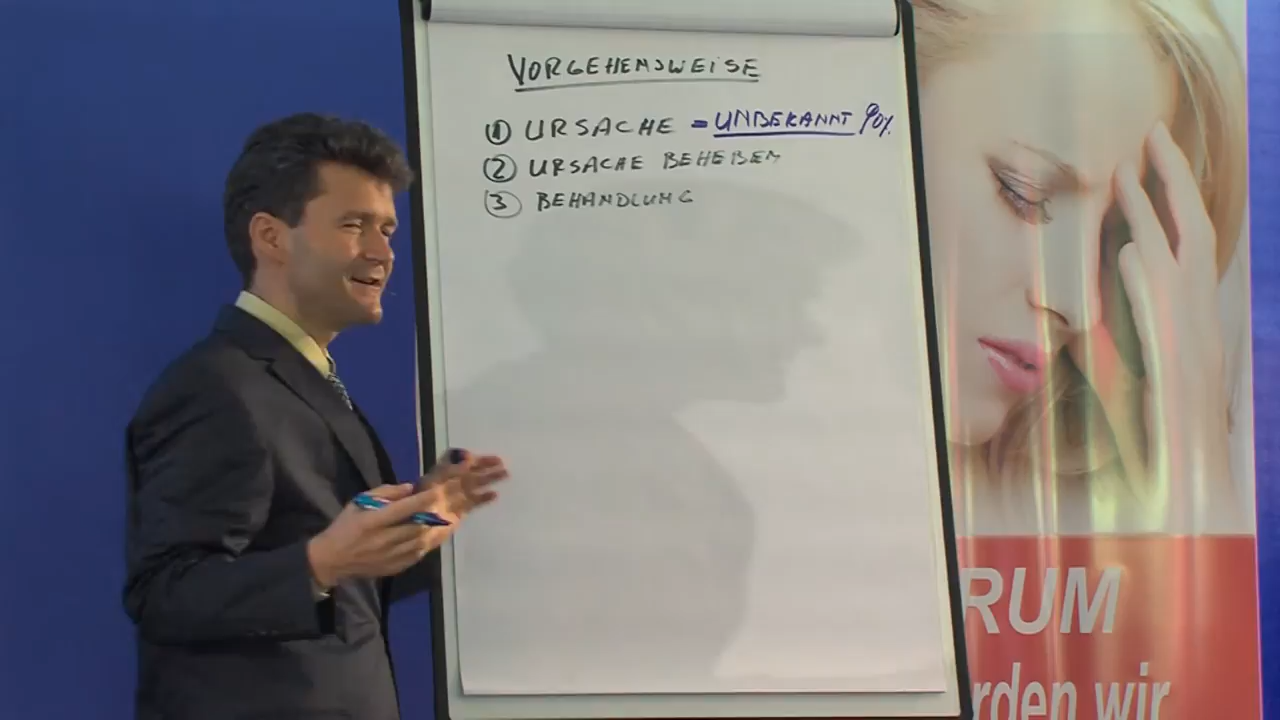 VORGEHENSWEISE
1 URSACHE = UNBEKANNT 90%
2 URSACHE BEHEBEN
3 BEHANDLUNG
RUM
rden wir